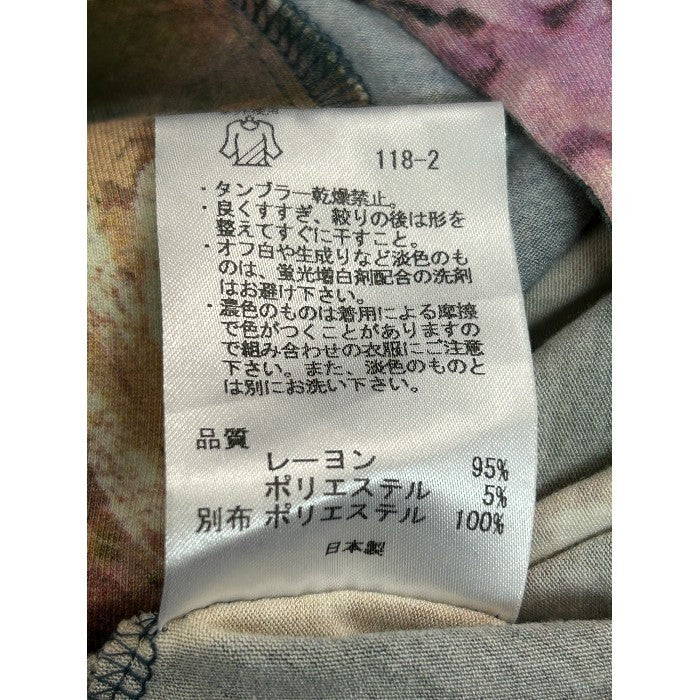 118-2
・タンブラー乾燥禁止。
・良くすすぎ、絞りの後は形を
整えてすぐに干すこと。
・オフ白や生成りなど淡色のも
のは、蛍光増白剤配合の洗剤
はお避け下さい。
・濃色のものは着用による摩擦
で色がつくことがありますの
で組み合わせの衣服にご注意
下さい。また、淡色のものと
は別にお洗い下さい。
品質
レーヨン 95%
ポリエステル 5%
別布 ポリエステル 100%
日本製